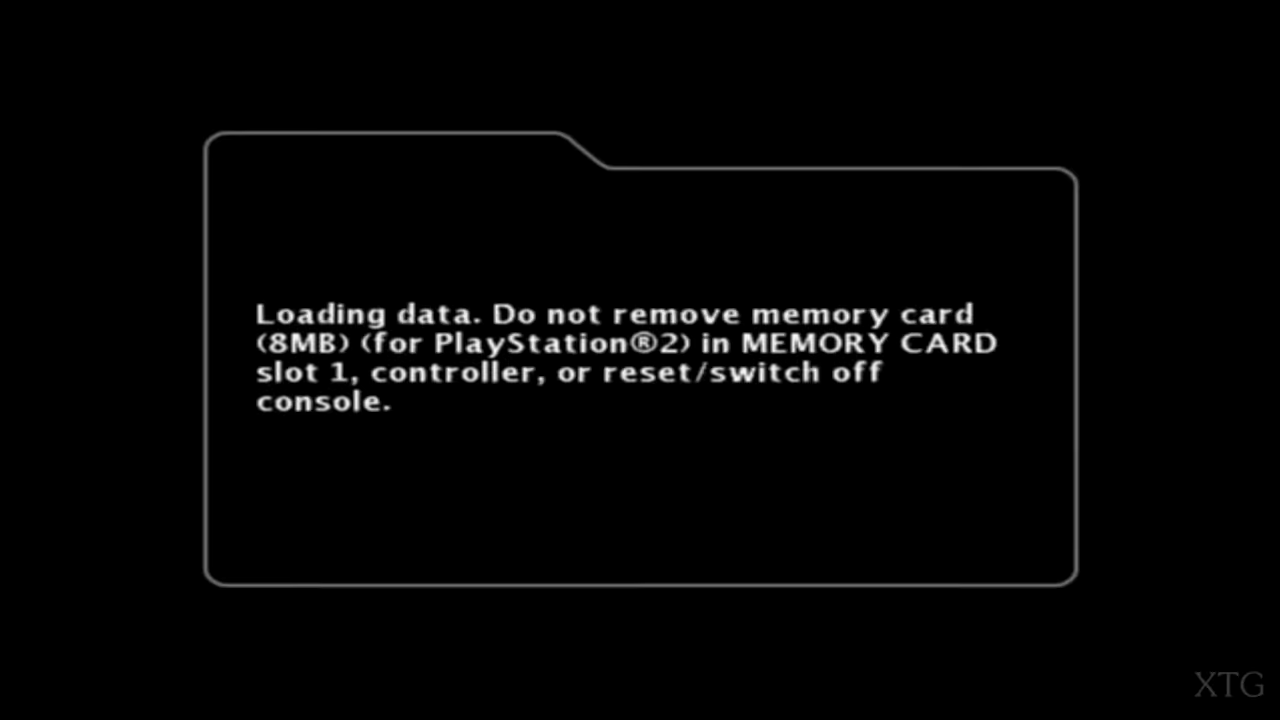 Loading data. Do not remove memory card
(8MB) (for PlayStation®2) in MEMORY CARD
slot 1, controller, or reset/switch off
console.
XTG